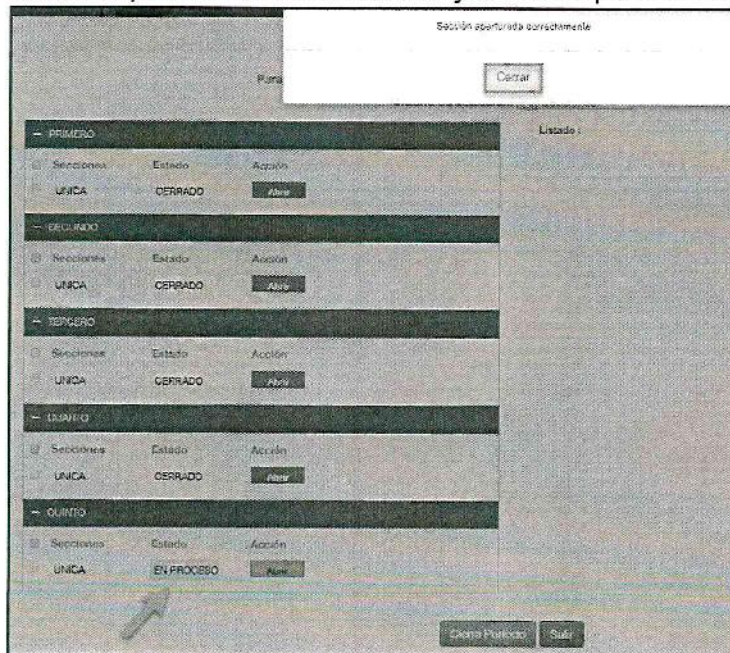 Sección aperturada correctamente
Cerrar
Para
Listado :
– PRIMERO
Secciones Estado Acción
UNICA CERRADO Abrir
– SEGUNDO
Secciones Estado Acción
UNICA CERRADO Abrir
– TERCERO
Secciones Estado Acción
UNICA CERRADO Abrir
– CUARTO
Secciones Estado Acción
UNICA CERRADO Abrir
– QUINTO
Secciones Estado Acción
UNICA EN PROCESO Abrir
Cierra Periodo Salir